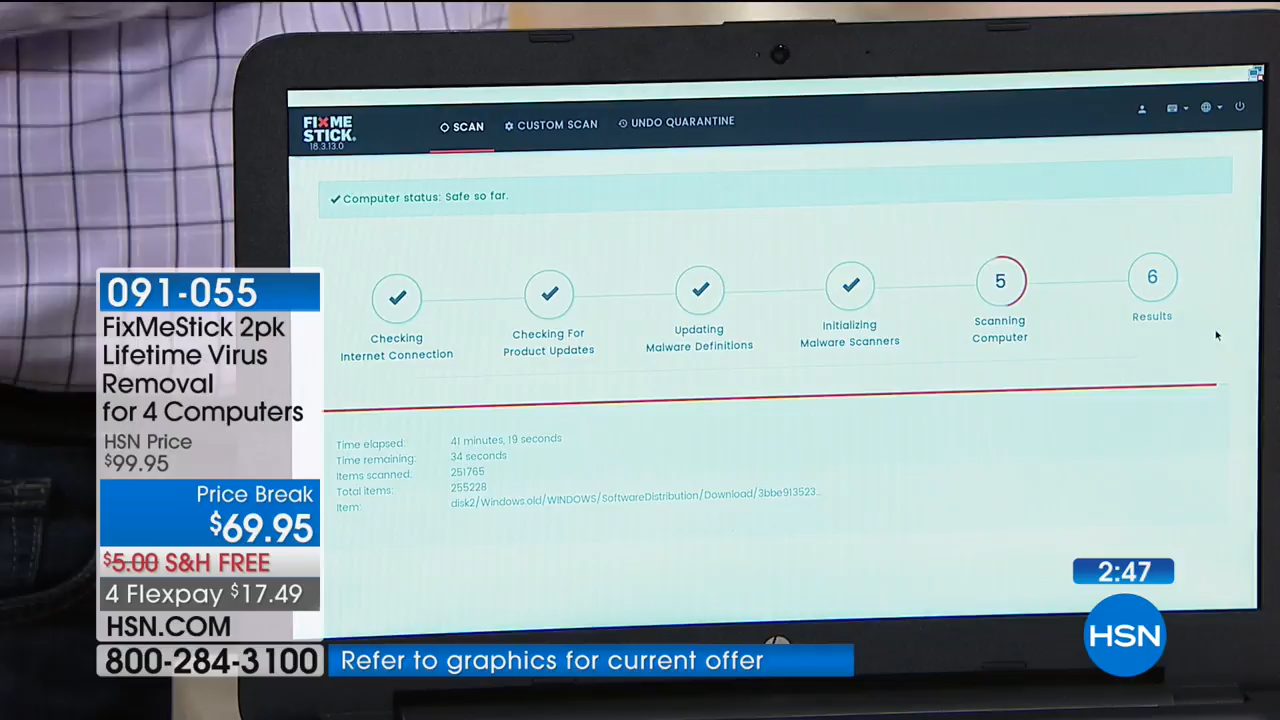 FIXME
STICK.
18.3.13.0
SCAN
CUSTOM SCAN
UNDO QUARANTINE
Computer status: Safe so far.
5
6
Checking
Internet Connection
Checking For
Product Updates
Updating
Malware Definitions
Initializing
Malware Scanners
Scanning
Computer
Results
Time elapsed: 41 minutes, 19 seconds
Time remaining: 34 seconds
Items scanned: 251765
Total items: 255228
Item: disk2/Windows.old/WINDOWS/SoftwareDistribution/Download/3bbe913523...
091-055
FixMeStick 2pk
Lifetime Virus
Removal
for 4 Computers
HSN Price
$99.95
Price Break
$69.95
$5.00 S&H FREE
4 Flexpay $17.49
HSN.COM
800-284-3100
Refer to graphics for current offer
2:47
HSN